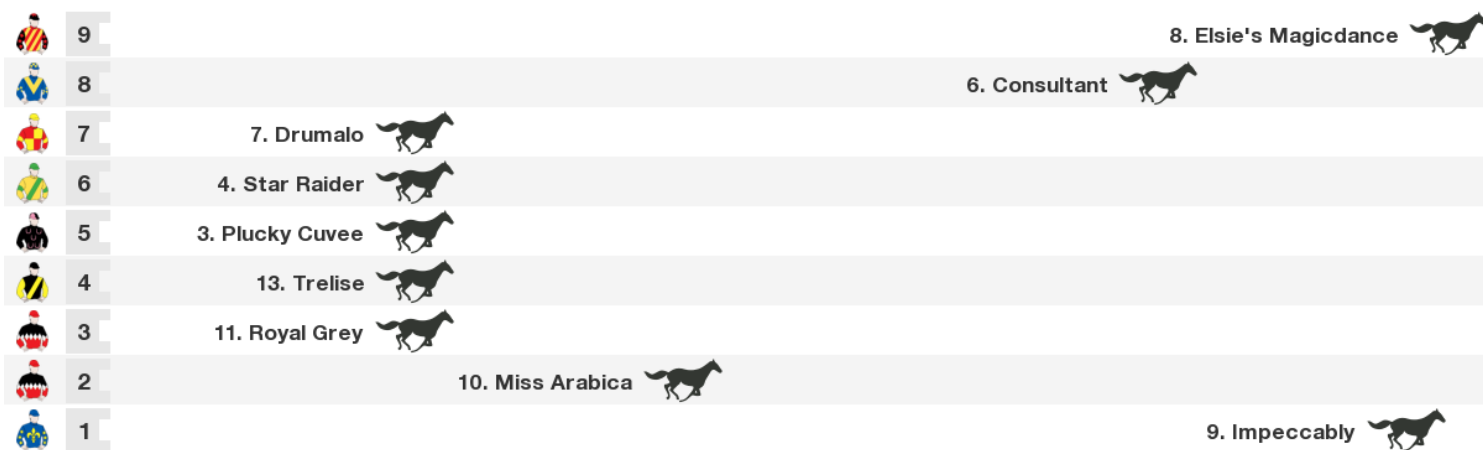 9 8. Elsie's Magicdance
8 6. Consultant
7 7. Drumalo
6 4. Star Raider
5 3. Plucky Cuvee
4 13. Trelise
3 11. Royal Grey
2 10. Miss Arabica
1 9. Impeccably